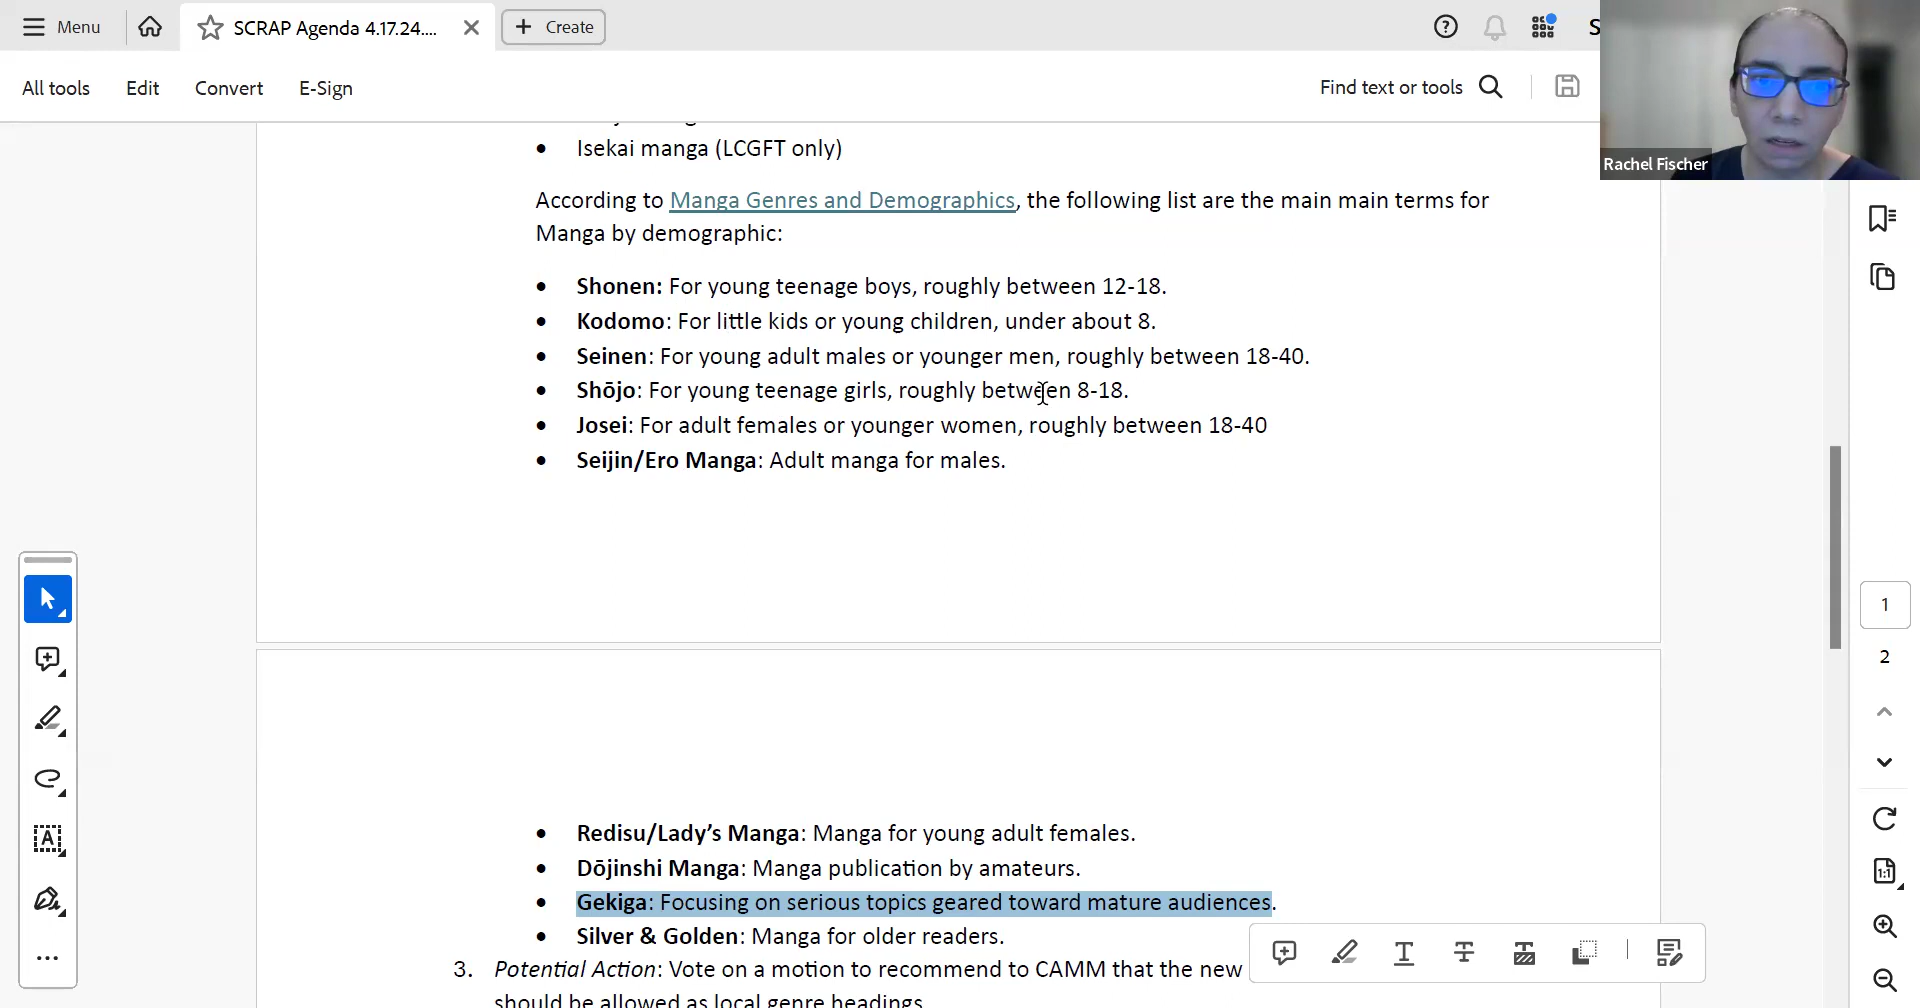 Menu
SCRAP Agenda 4.17.24....
Create
All tools
Edit
Convert
E-Sign
Find text or tools
Rachel Fischer
• Isekai manga (LCGFT only)
According to Manga Genres and Demographics, the following list are the main main terms for
Manga by demographic:
• Shonen: For young teenage boys, roughly between 12-18.
• Kodomo: For little kids or young children, under about 8.
• Seinen: For young adult males or younger men, roughly between 18-40.
• Shōjo: For young teenage girls, roughly between 8-18.
• Josei: For adult females or younger women, roughly between 18-40
• Seijin/Ero Manga: Adult manga for males.
• Redisu/Lady’s Manga: Manga for young adult females.
• Dōjinshi Manga: Manga publication by amateurs.
• Gekiga: Focusing on serious topics geared toward mature audiences.
• Silver & Golden: Manga for older readers.
3. Potential Action: Vote on a motion to recommend to CAMM that the new
should be allowed as local genre headings
1
2